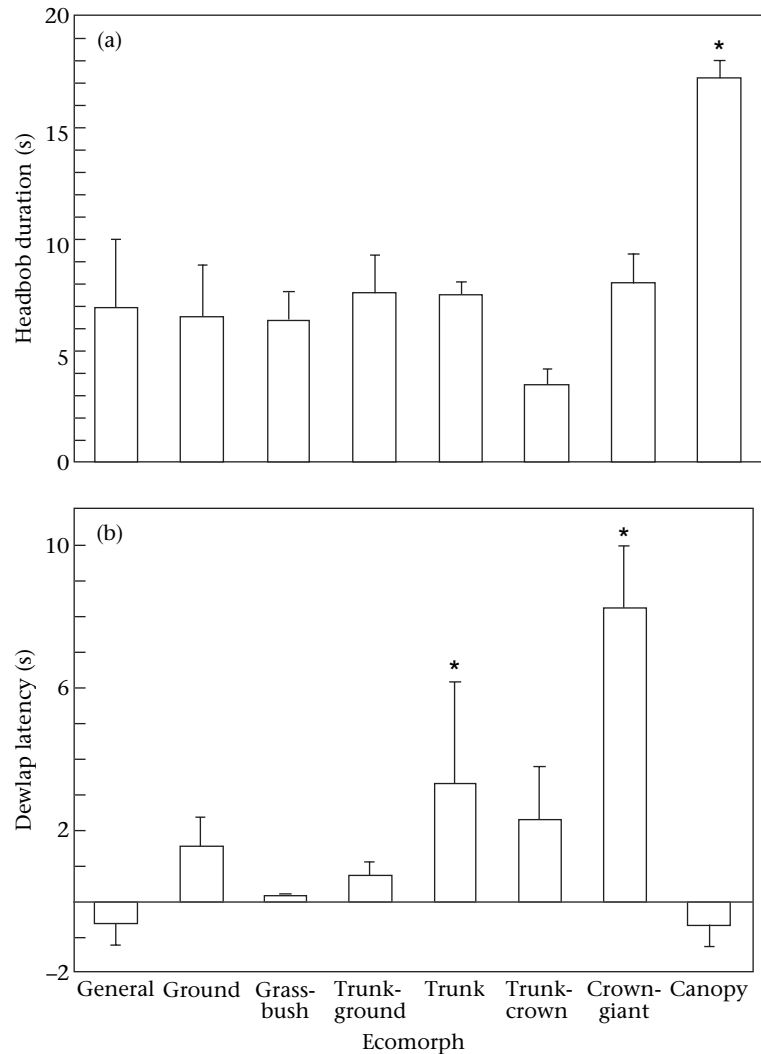 20
(a)
*
15
Headbob duration (s)
10
5
0
(b)
*
10
*
Dewlap latency (s)
6
2
–2
General Ground Grass- Trunk- Trunk Trunk- Crown- Canopy
bush ground crown giant
Ecomorph